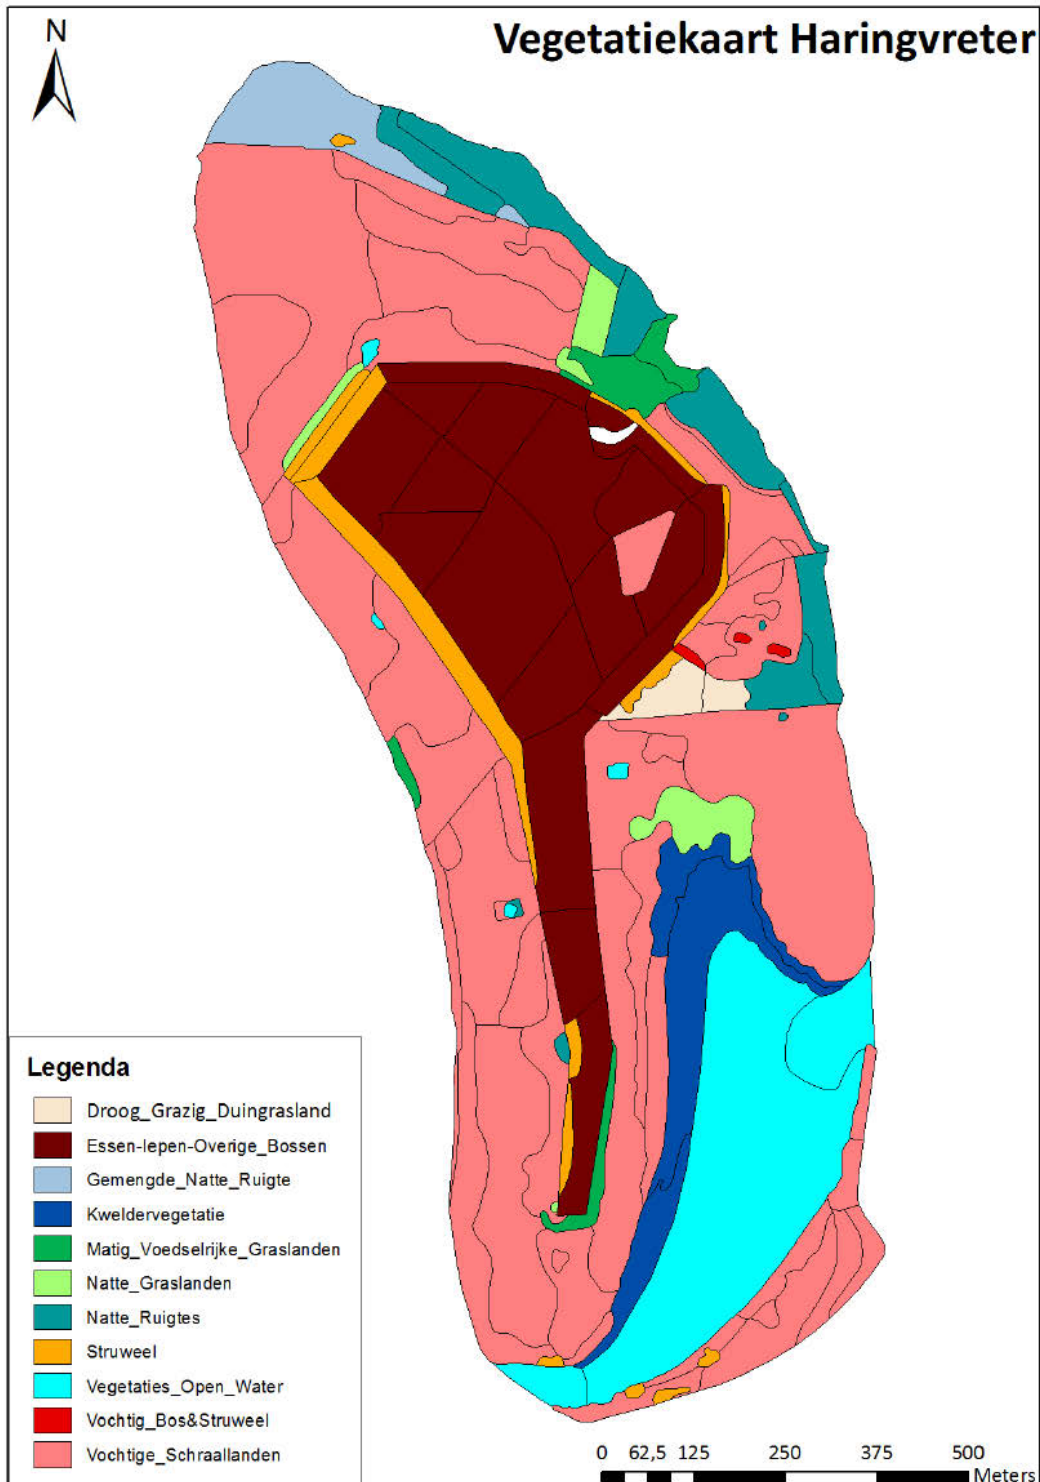 Vegetatiekaart Haringvreter
N
Legenda
Droog_Grazig_Duingrasland
Essen-Iepen-Overige_Bossen
Gemengde_Natte_Ruigte
Kweldervegetatie
Matig_Voedselrijke_Graslanden
Natte_Graslanden
Natte_Ruigtes
Struweel
Vegetaties_Open_Water
Vochtig_Bos&Struweel
Vochtige_Schraallanden
0 62,5 125 250 375 500
Meters